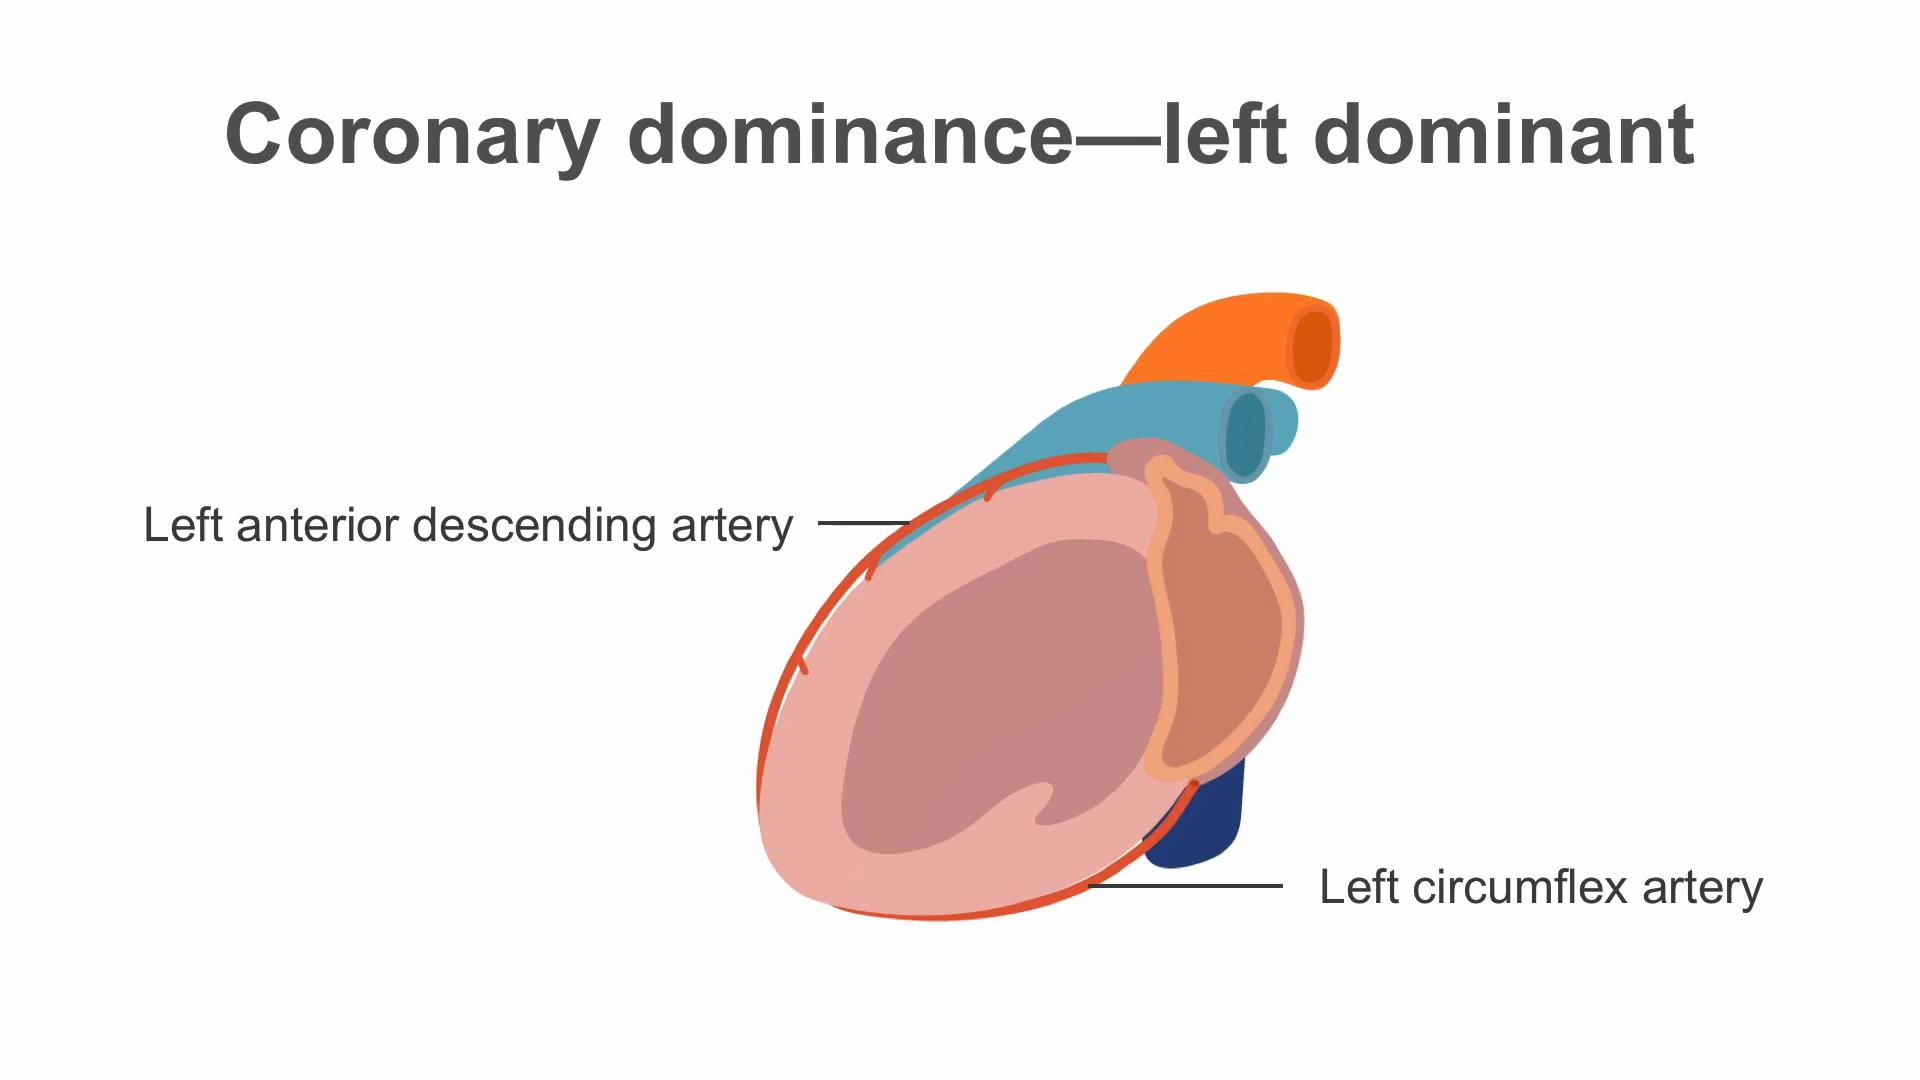 Coronary dominance—left dominant
Left anterior descending artery
Left circumflex artery